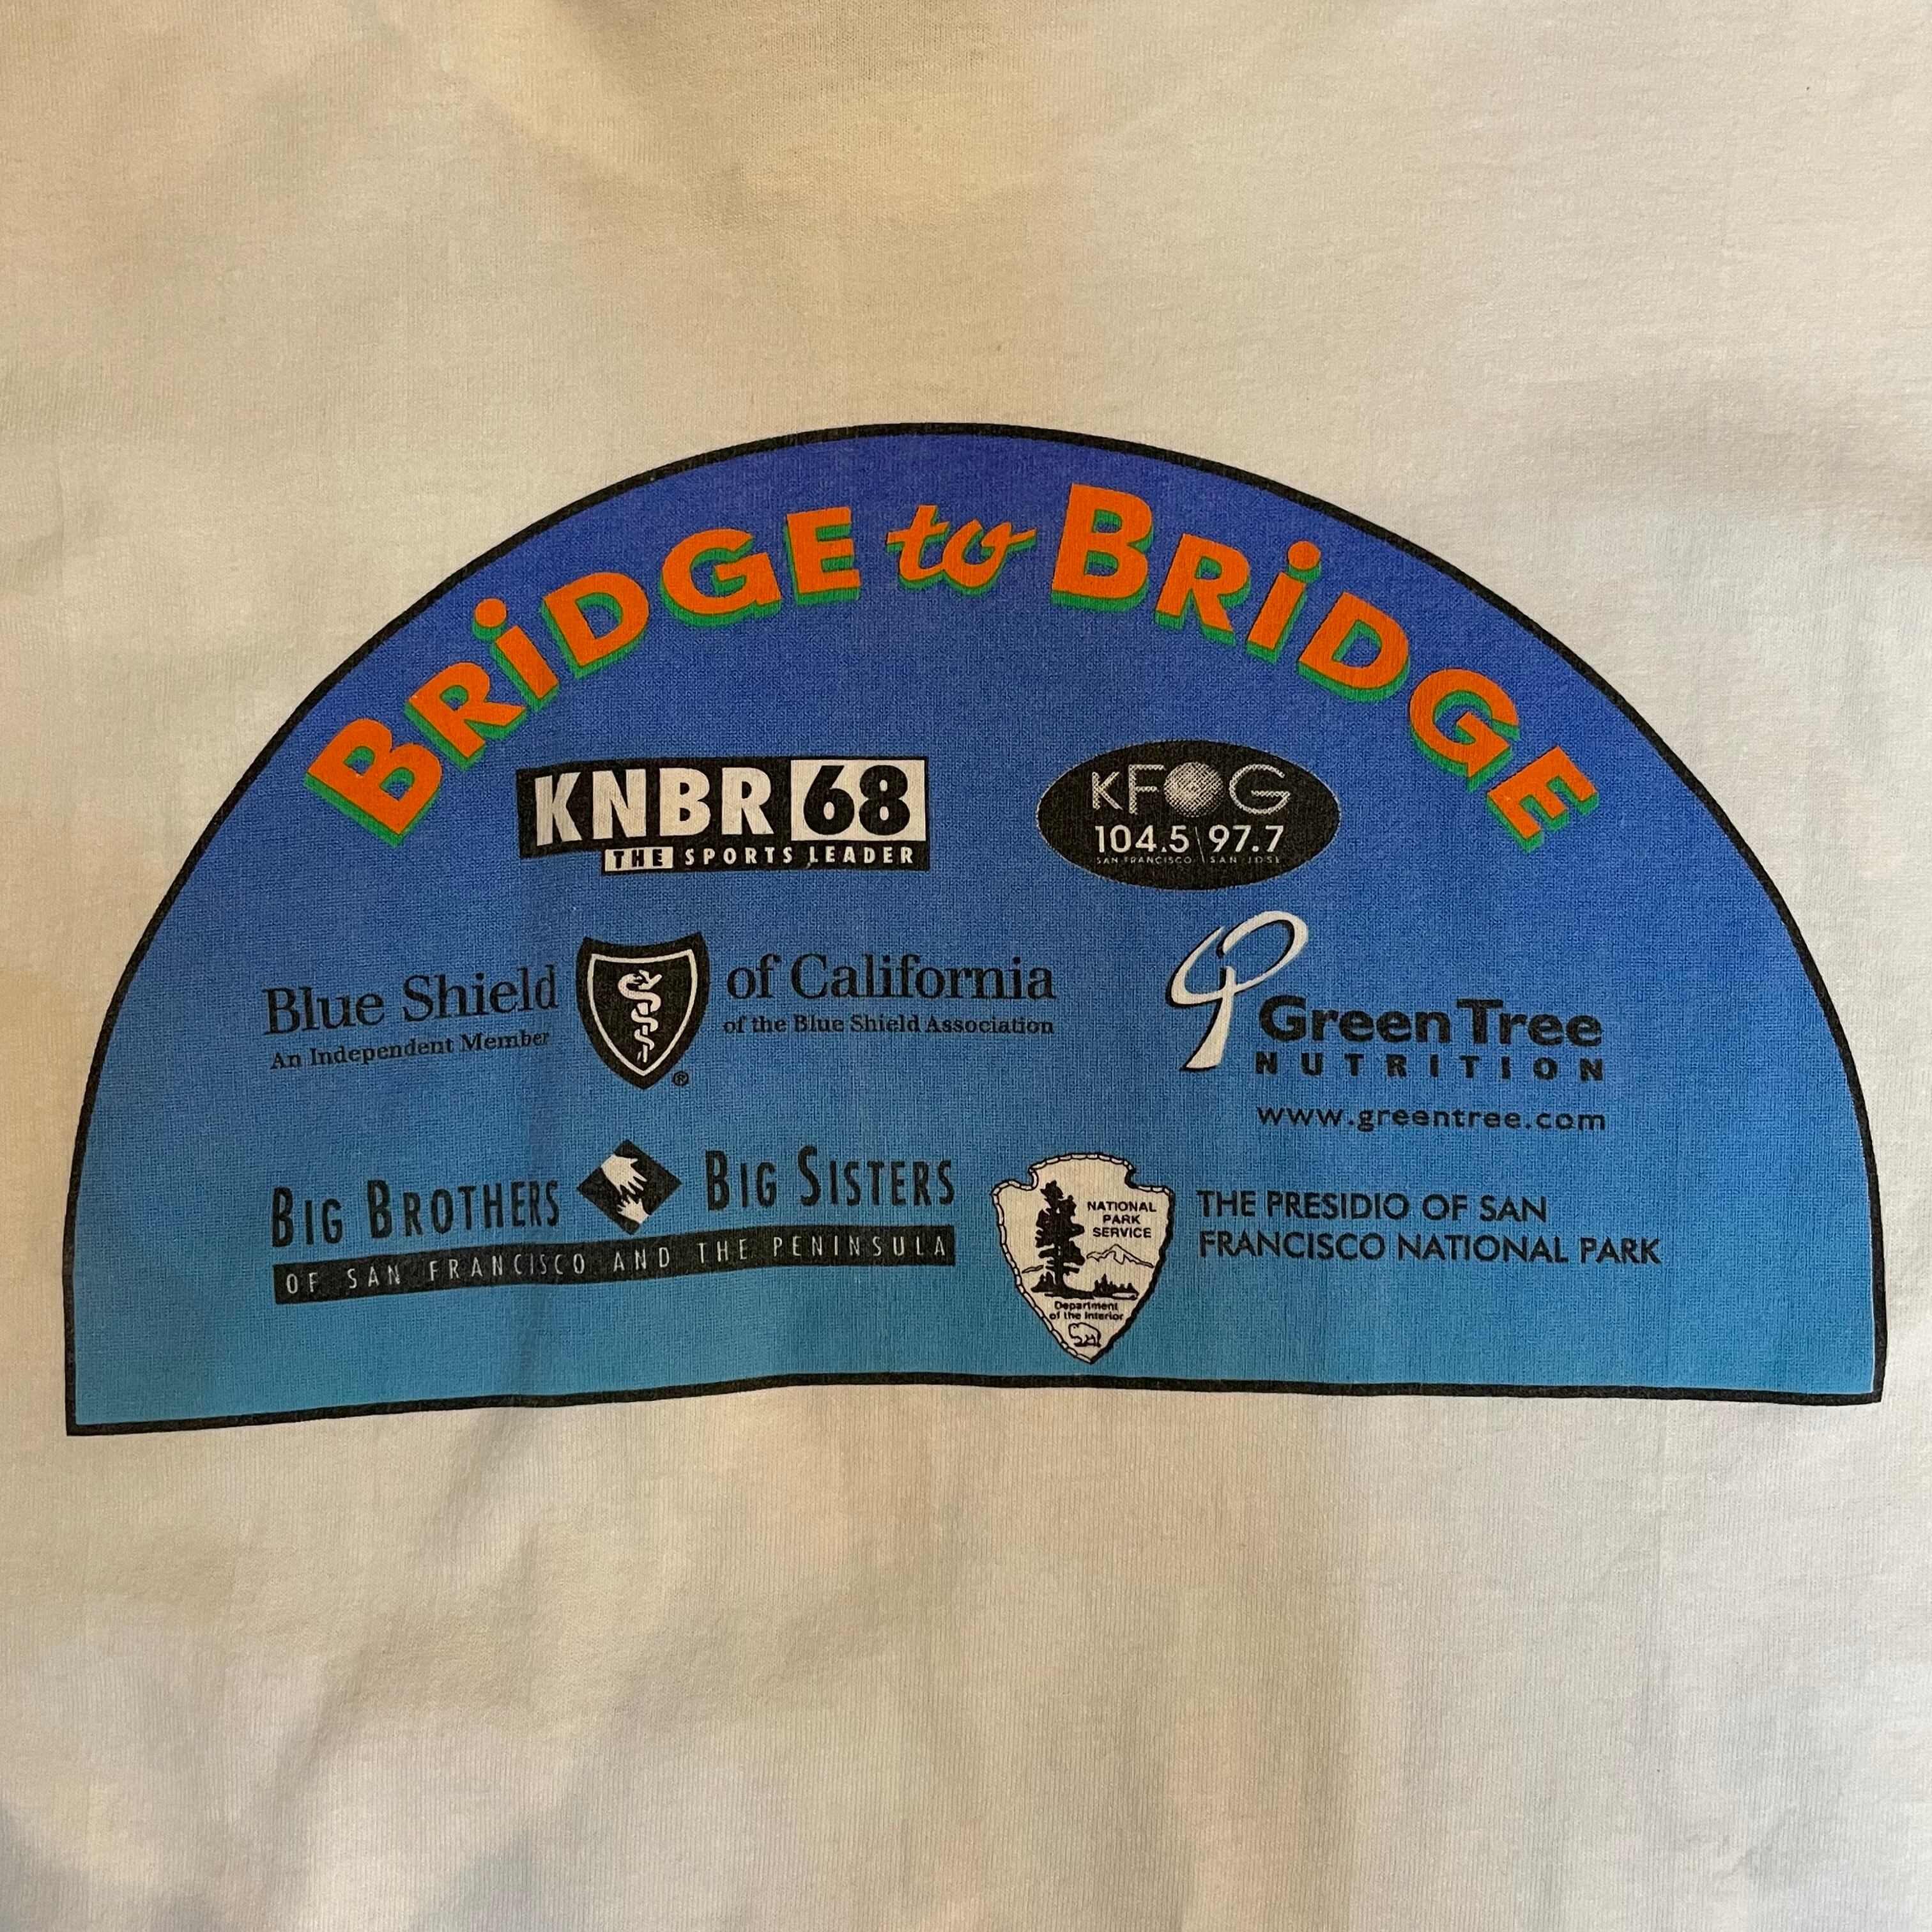 BRiDGE to BRiDGE
KNBR 68
THE SPORTS LEADER
KFOG
104.5 97.7
SAN FRANCISCO SAN JOSE
Blue Shield of California
An Independent Member of the Blue Shield Association
®
GreenTree
NUTRITION
www.greentree.com
BIG BROTHERS BIG SISTERS
OF SAN FRANCISCO AND THE PENINSULA
NATIONAL
PARK
SERVICE
Department
of the Interior
THE PRESIDIO OF SAN
FRANCISCO NATIONAL PARK